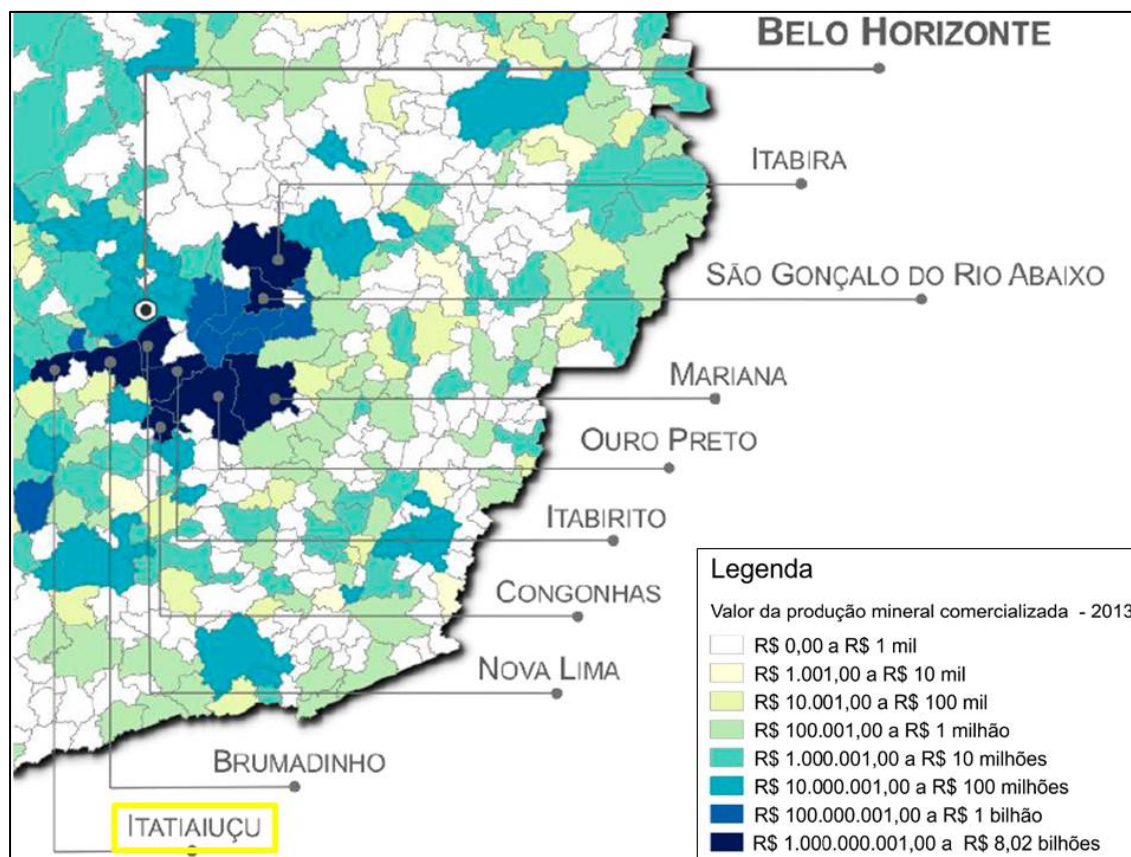 BELO HORIZONTE
ITABIRA
SÃO GONÇALO DO RIO ABAIXO
MARIANA
OURO PRETO
ITABIRITO
CONGONHAS
NOVA LIMA
BRUMADINHO
ITATIAIUÇU
Legenda
Valor da produção mineral comercializada - 2013
R$ 0,00 a R$ 1 mil
R$ 1.001,00 a R$ 10 mil
R$ 10.001,00 a R$ 100 mil
R$ 100.001,00 a R$ 1 milhão
R$ 1.000.001,00 a R$ 10 milhões
R$ 10.000.001,00 a R$ 100 milhões
R$ 100.000.001,00 a R$ 1 bilhão
R$ 1.000.000.001,00 a R$ 8,02 bilhões